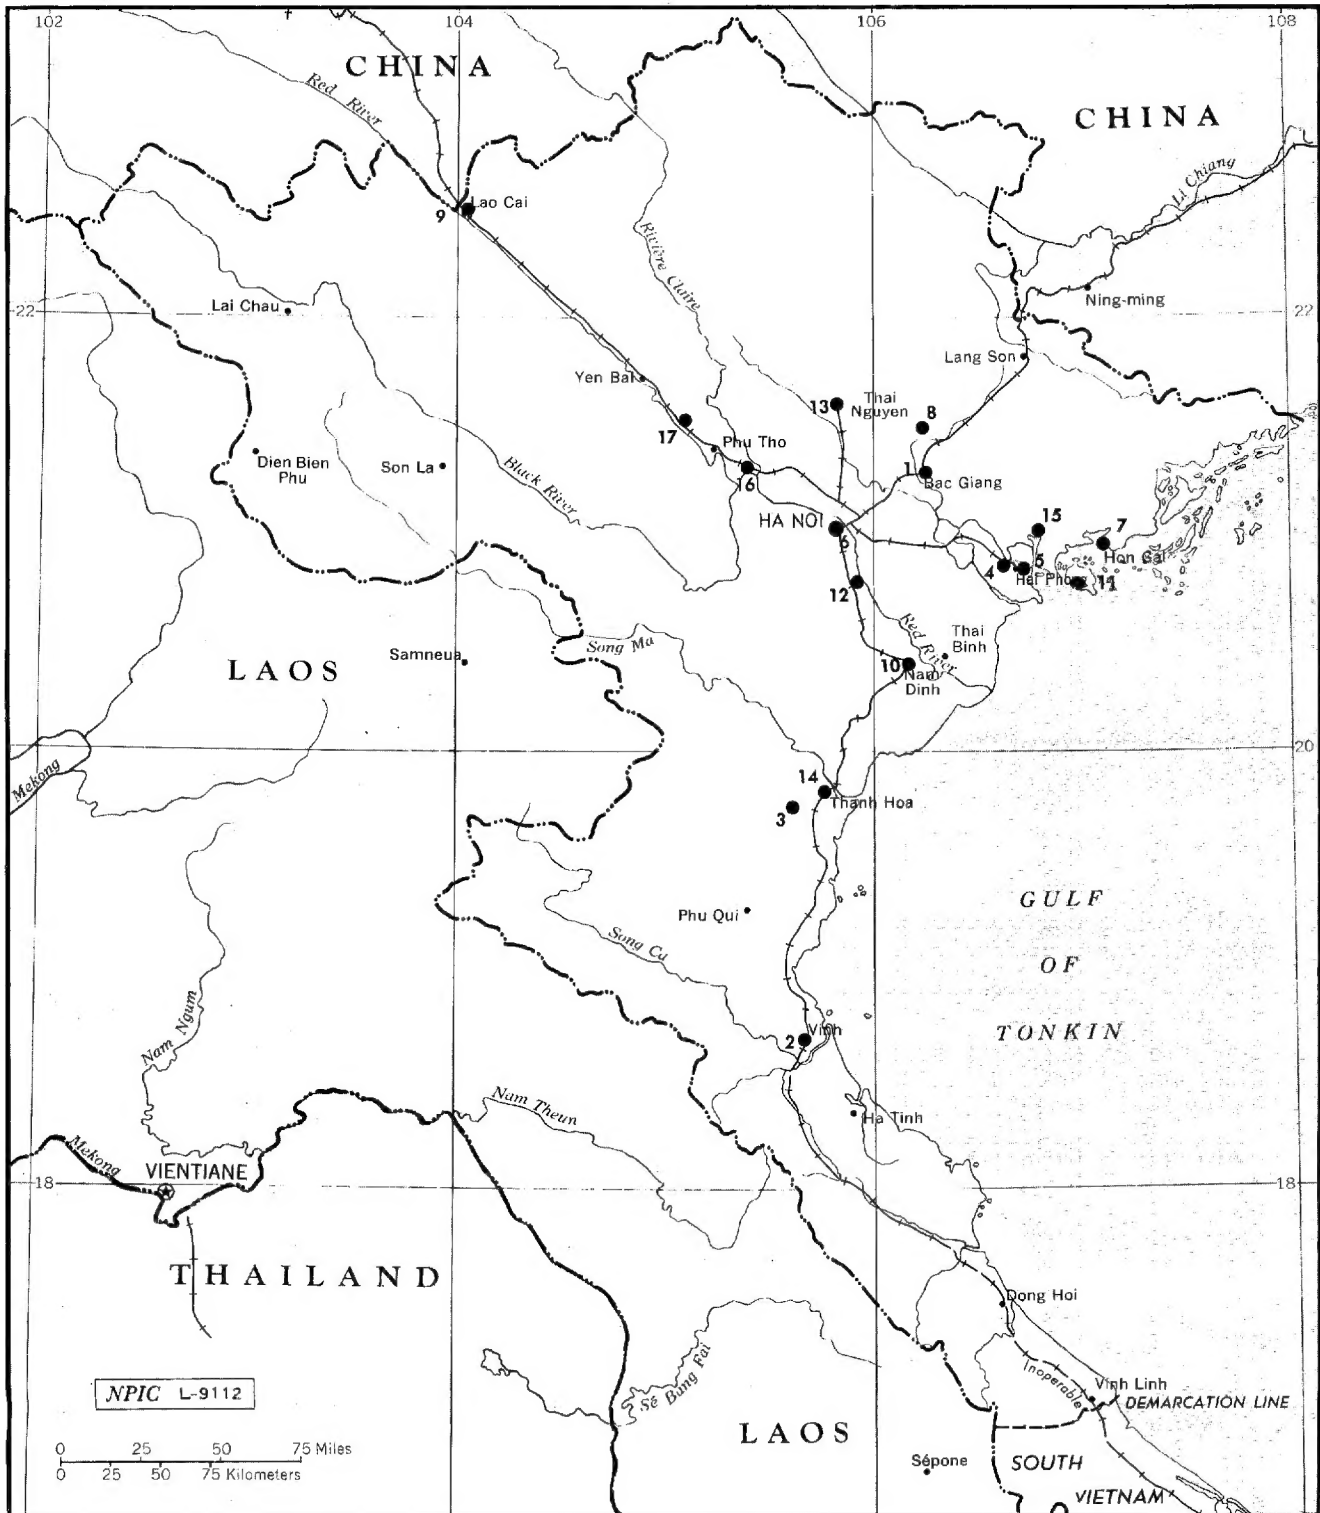 102
104
106
108
CHINA
Red River
CHINA
Li Chiang
9
Lao Cai
Rivière Claire
Lai Chau
22
Ning-ming
22
Lang Son
Yen Bai
13
Thai
Nguyen
8
17
Phu Tho
Dien Bien
Phu
Son La
Black River
16
1
Bac Giang
HA NOI
6
15
7
Hon Gai
4
5
Hai Phong
11
12
Red River
Thai
Binh
Song Ma
Samneua
LAOS
10
Nam
Dinh
20
Mekong
14
Thanh Hoa
3
GULF
OF
TONKIN
Phu Qui
Song Ca
Nam Ngum
2
Vinh
Nam Theun
Ha Tinh
Mekong
VIENTIANE
18
18
THAILAND
Dong Hoi
Inoperable
Sé Bung Fai
Vinh Linh
DEMARCATION LINE
NPIC L-9112
LAOS
0 25 50 75 Miles
0 25 50 75 Kilometers
Sépone
SOUTH
VIETNAM